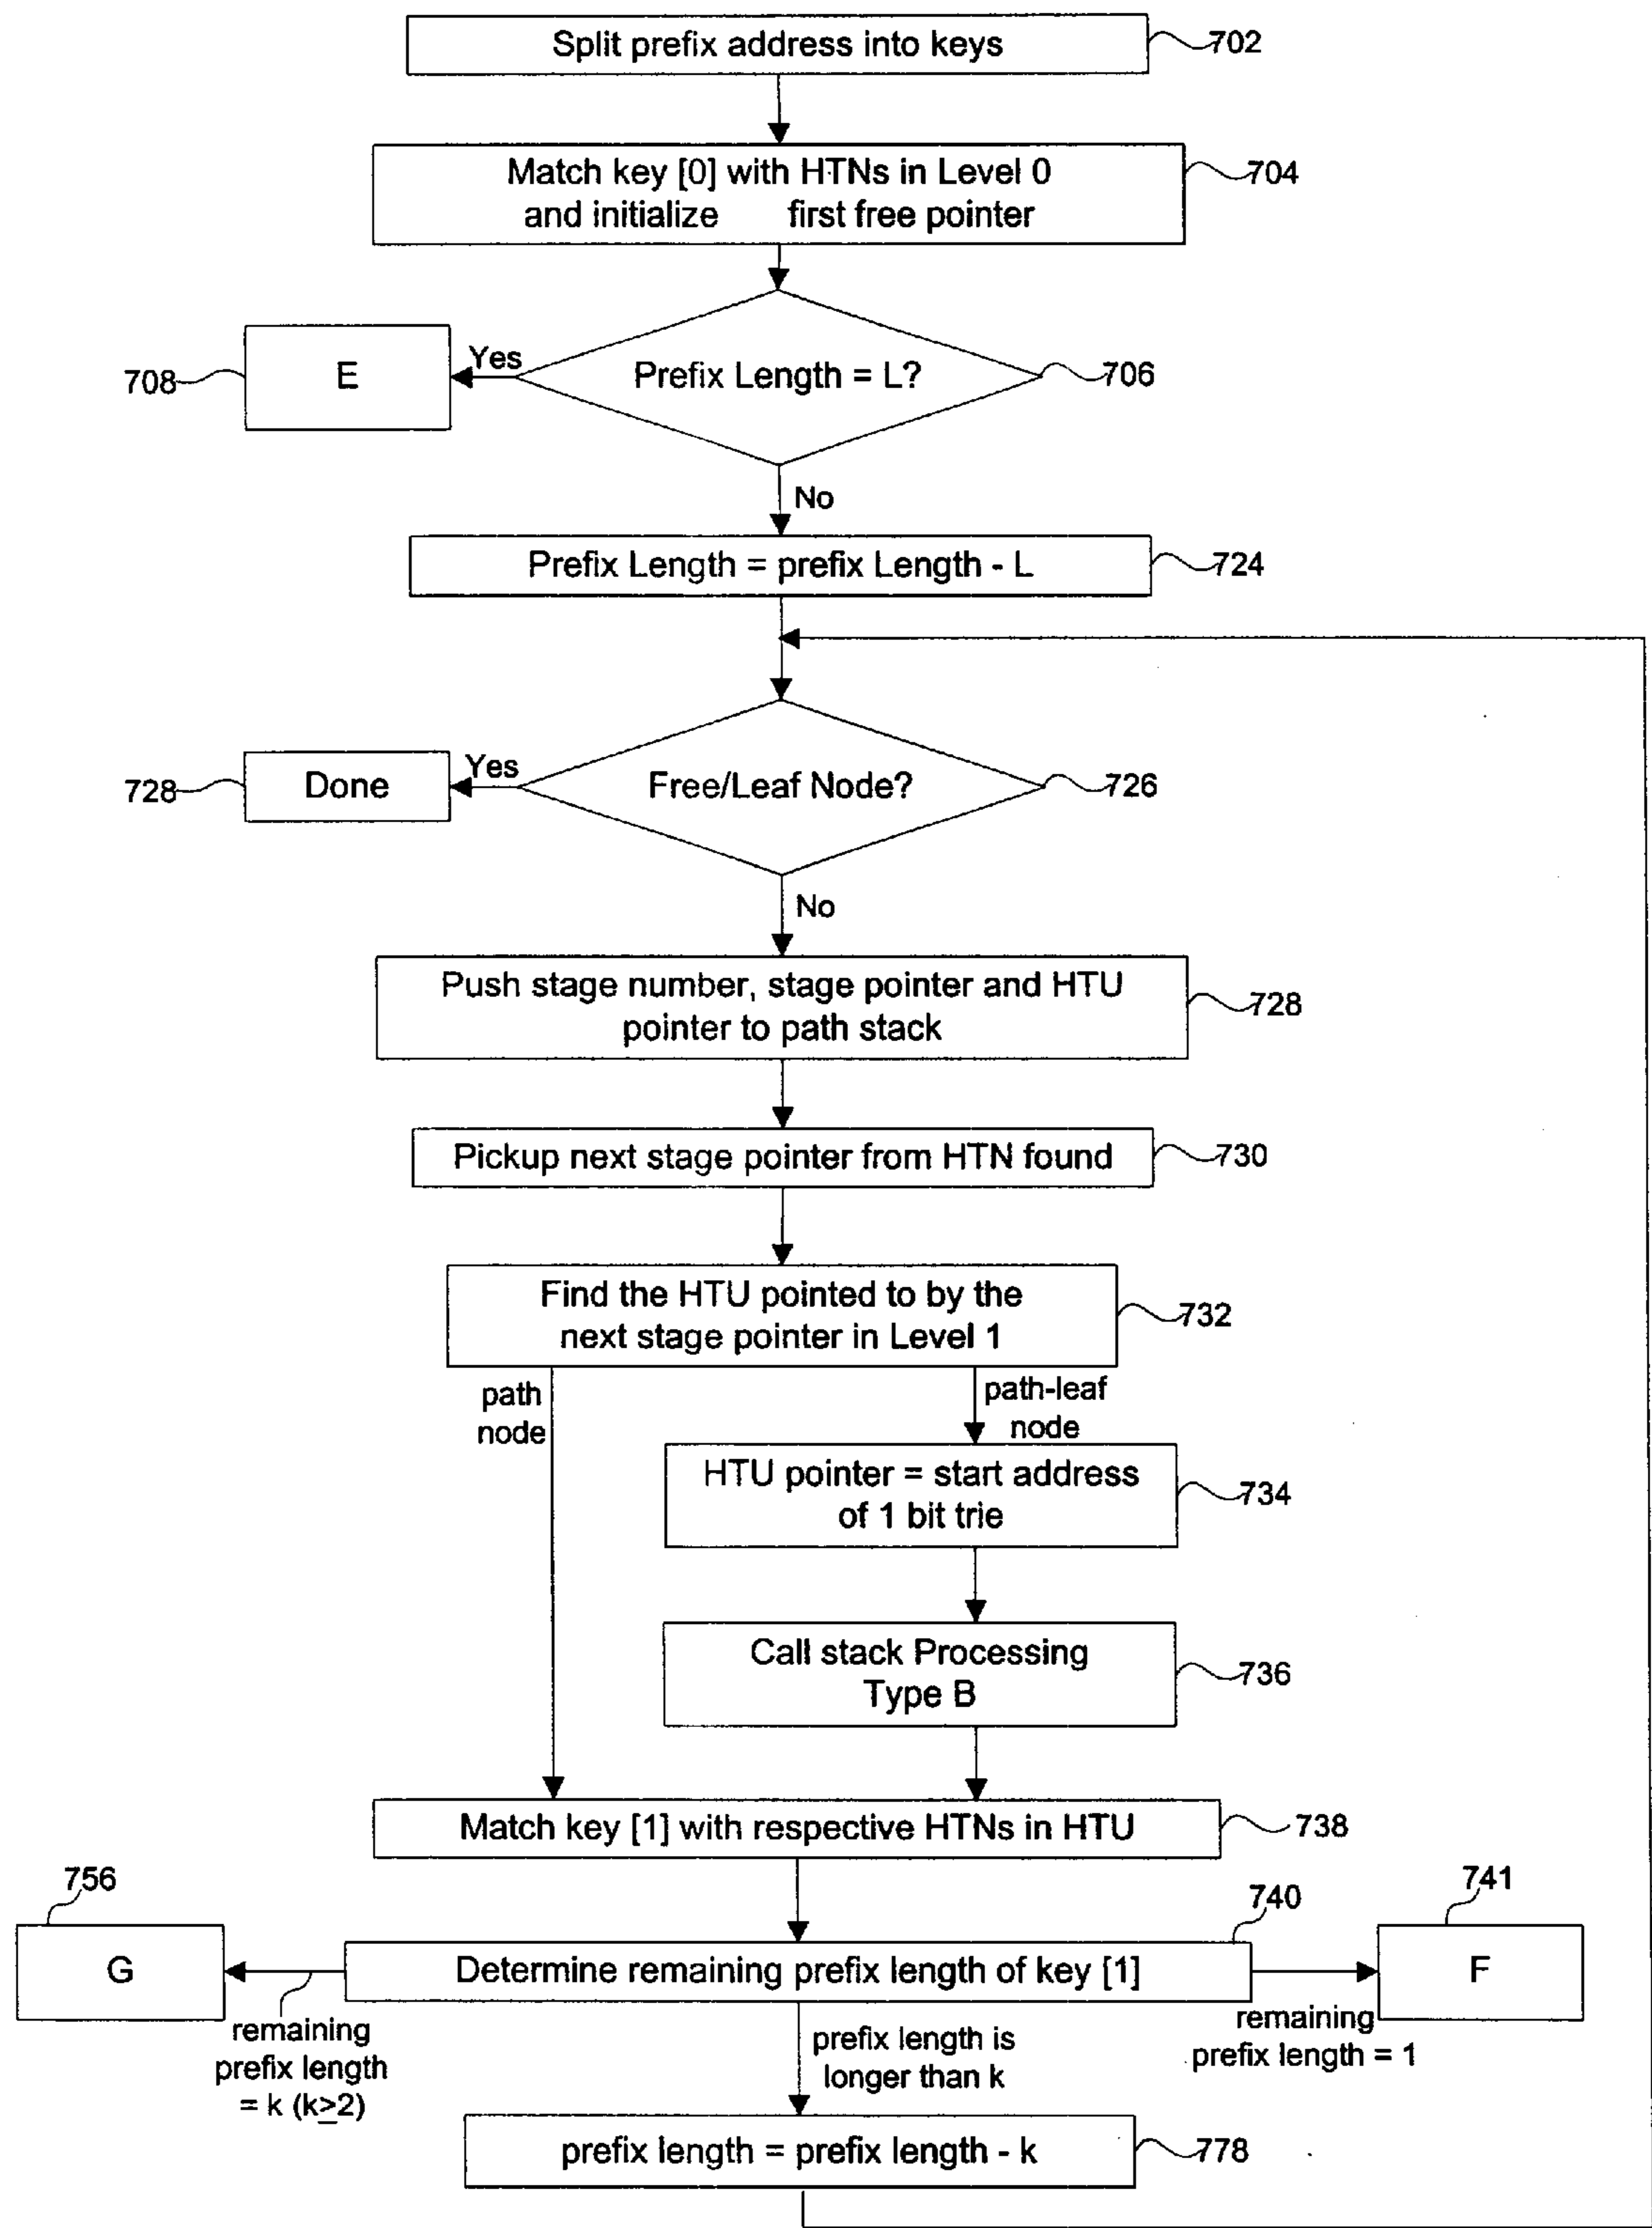 Split prefix address into keys
702
Match key [0] with HTNs in Level 0
and initialize first free pointer
704
Prefix Length = L?
706
Yes
E
708
No
Prefix Length = prefix Length - L
724
Free/Leaf Node?
726
Yes
Done
728
No
Push stage number, stage pointer and HTU
pointer to path stack
728
Pickup next stage pointer from HTN found
730
Find the HTU pointed to by the
next stage pointer in Level 1
732
path
node
path-leaf
node
HTU pointer = start address
of 1 bit trie
734
Call stack Processing
Type B
736
Match key [1] with respective HTNs in HTU
738
756
G
740
Determine remaining prefix length of key [1]
741
F
remaining
prefix length
= k (k≥2)
prefix length is
longer than k
remaining
prefix length = 1
prefix length = prefix length - k
778